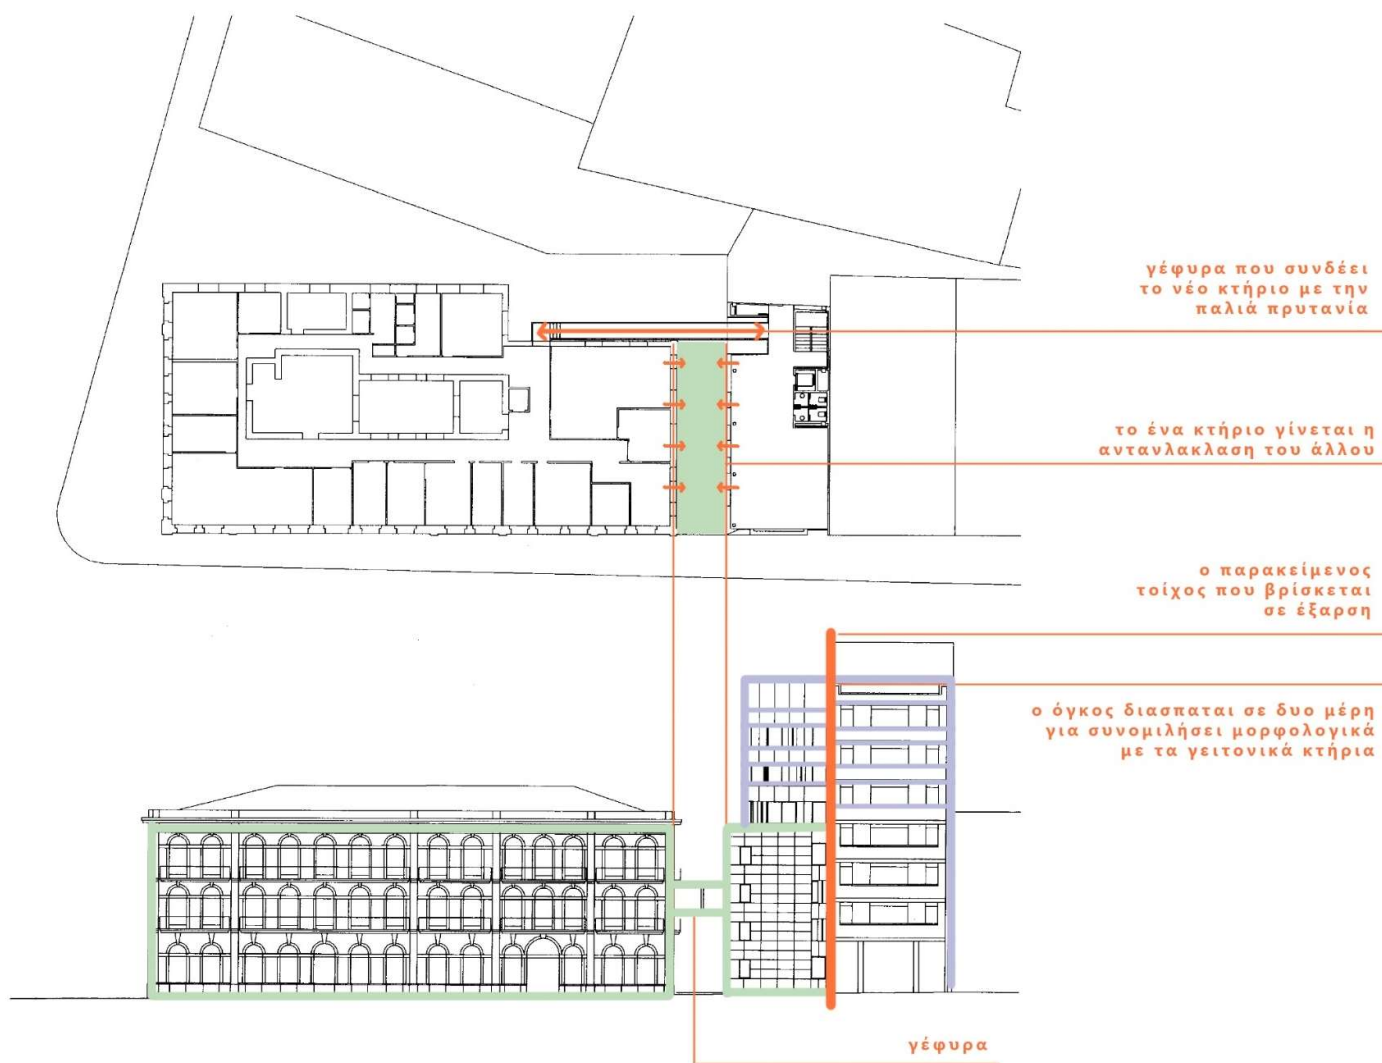 γέφυρα που συνδέει
το νέο κτήριο με την
παλιά πρυτανία
το ένα κτήριο γίνεται η
αντανλακλαση του άλλου
ο παρακείμενος
τοίχος που βρίσκεται
σε έξαρση
ο όγκος διασπαται σε δυο μέρη
για συνομιλήσει μορφολογικά
με τα γειτονικά κτήρια
γέφυρα